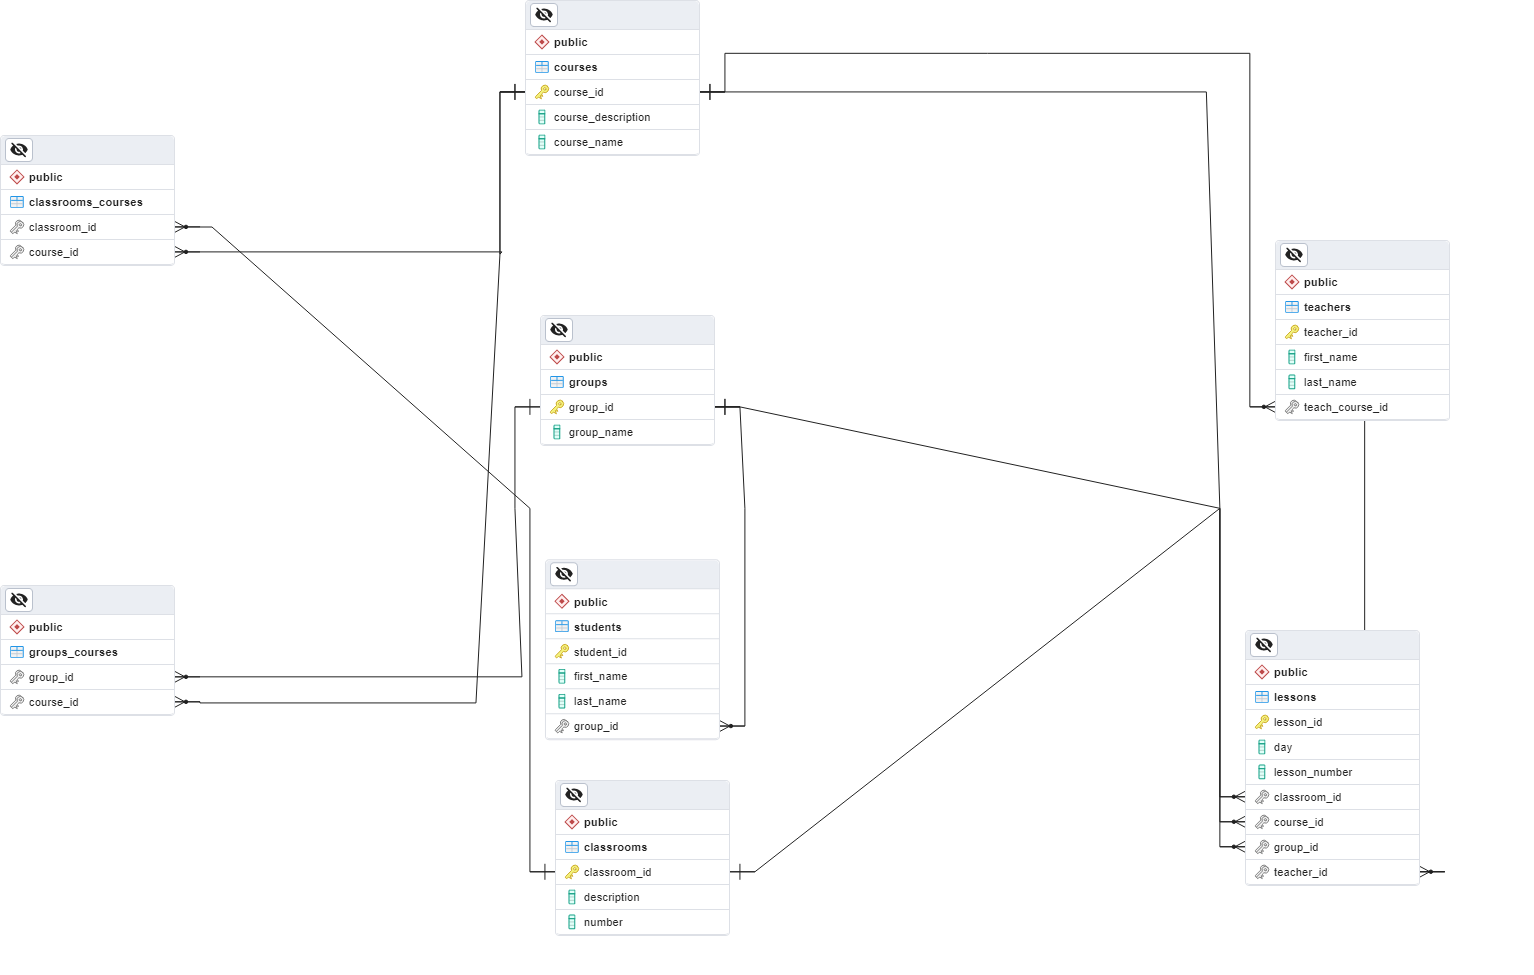 public
courses
course_id
course_description
course_name
public
classrooms_courses
classroom_id
course_id
public
teachers
teacher_id
first_name
last_name
teach_course_id
public
groups
group_id
group_name
public
students
student_id
first_name
last_name
group_id
public
groups_courses
group_id
course_id
public
lessons
lesson_id
day
lesson_number
classroom_id
course_id
group_id
teacher_id
public
classrooms
classroom_id
description
number